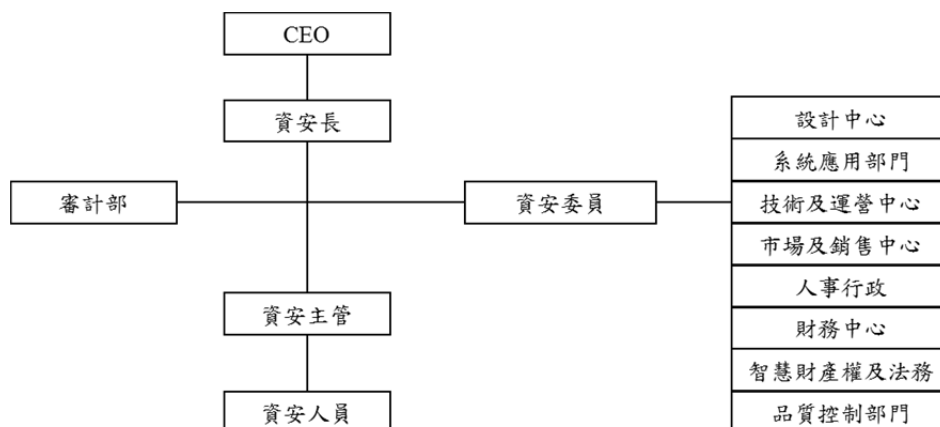 CEO
資安長
審計部
資安委員
資安主管
資安人員
設計中心
系統應用部門
技術及運營中心
市場及銷售中心
人事行政
財務中心
智慧財產權及法務
品質控制部門